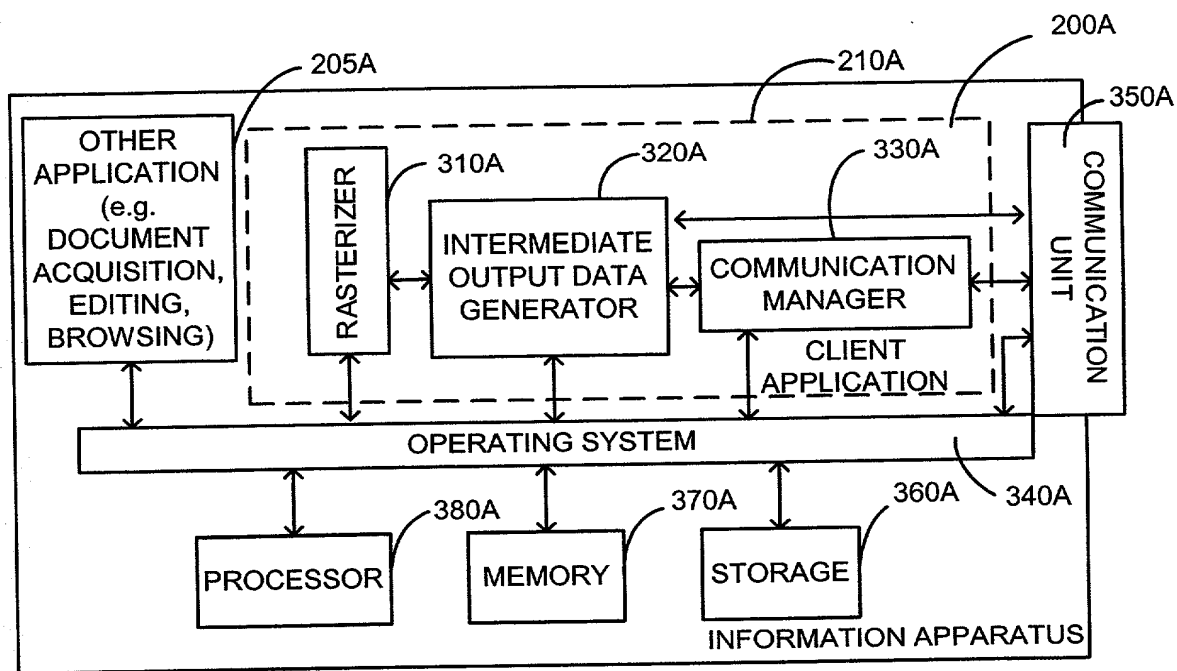 200A
205A
210A
350A
OTHER
APPLICATION
(e.g.
DOCUMENT
ACQUISITION,
EDITING,
BROWSING)
RASTERIZER
310A
320A
330A
INTERMEDIATE
OUTPUT DATA
GENERATOR
COMMUNICATION
MANAGER
CLIENT
APPLICATION
COMMUNICATION
UNIT
OPERATING SYSTEM
340A
380A
370A
360A
PROCESSOR
MEMORY
STORAGE
INFORMATION APPARATUS